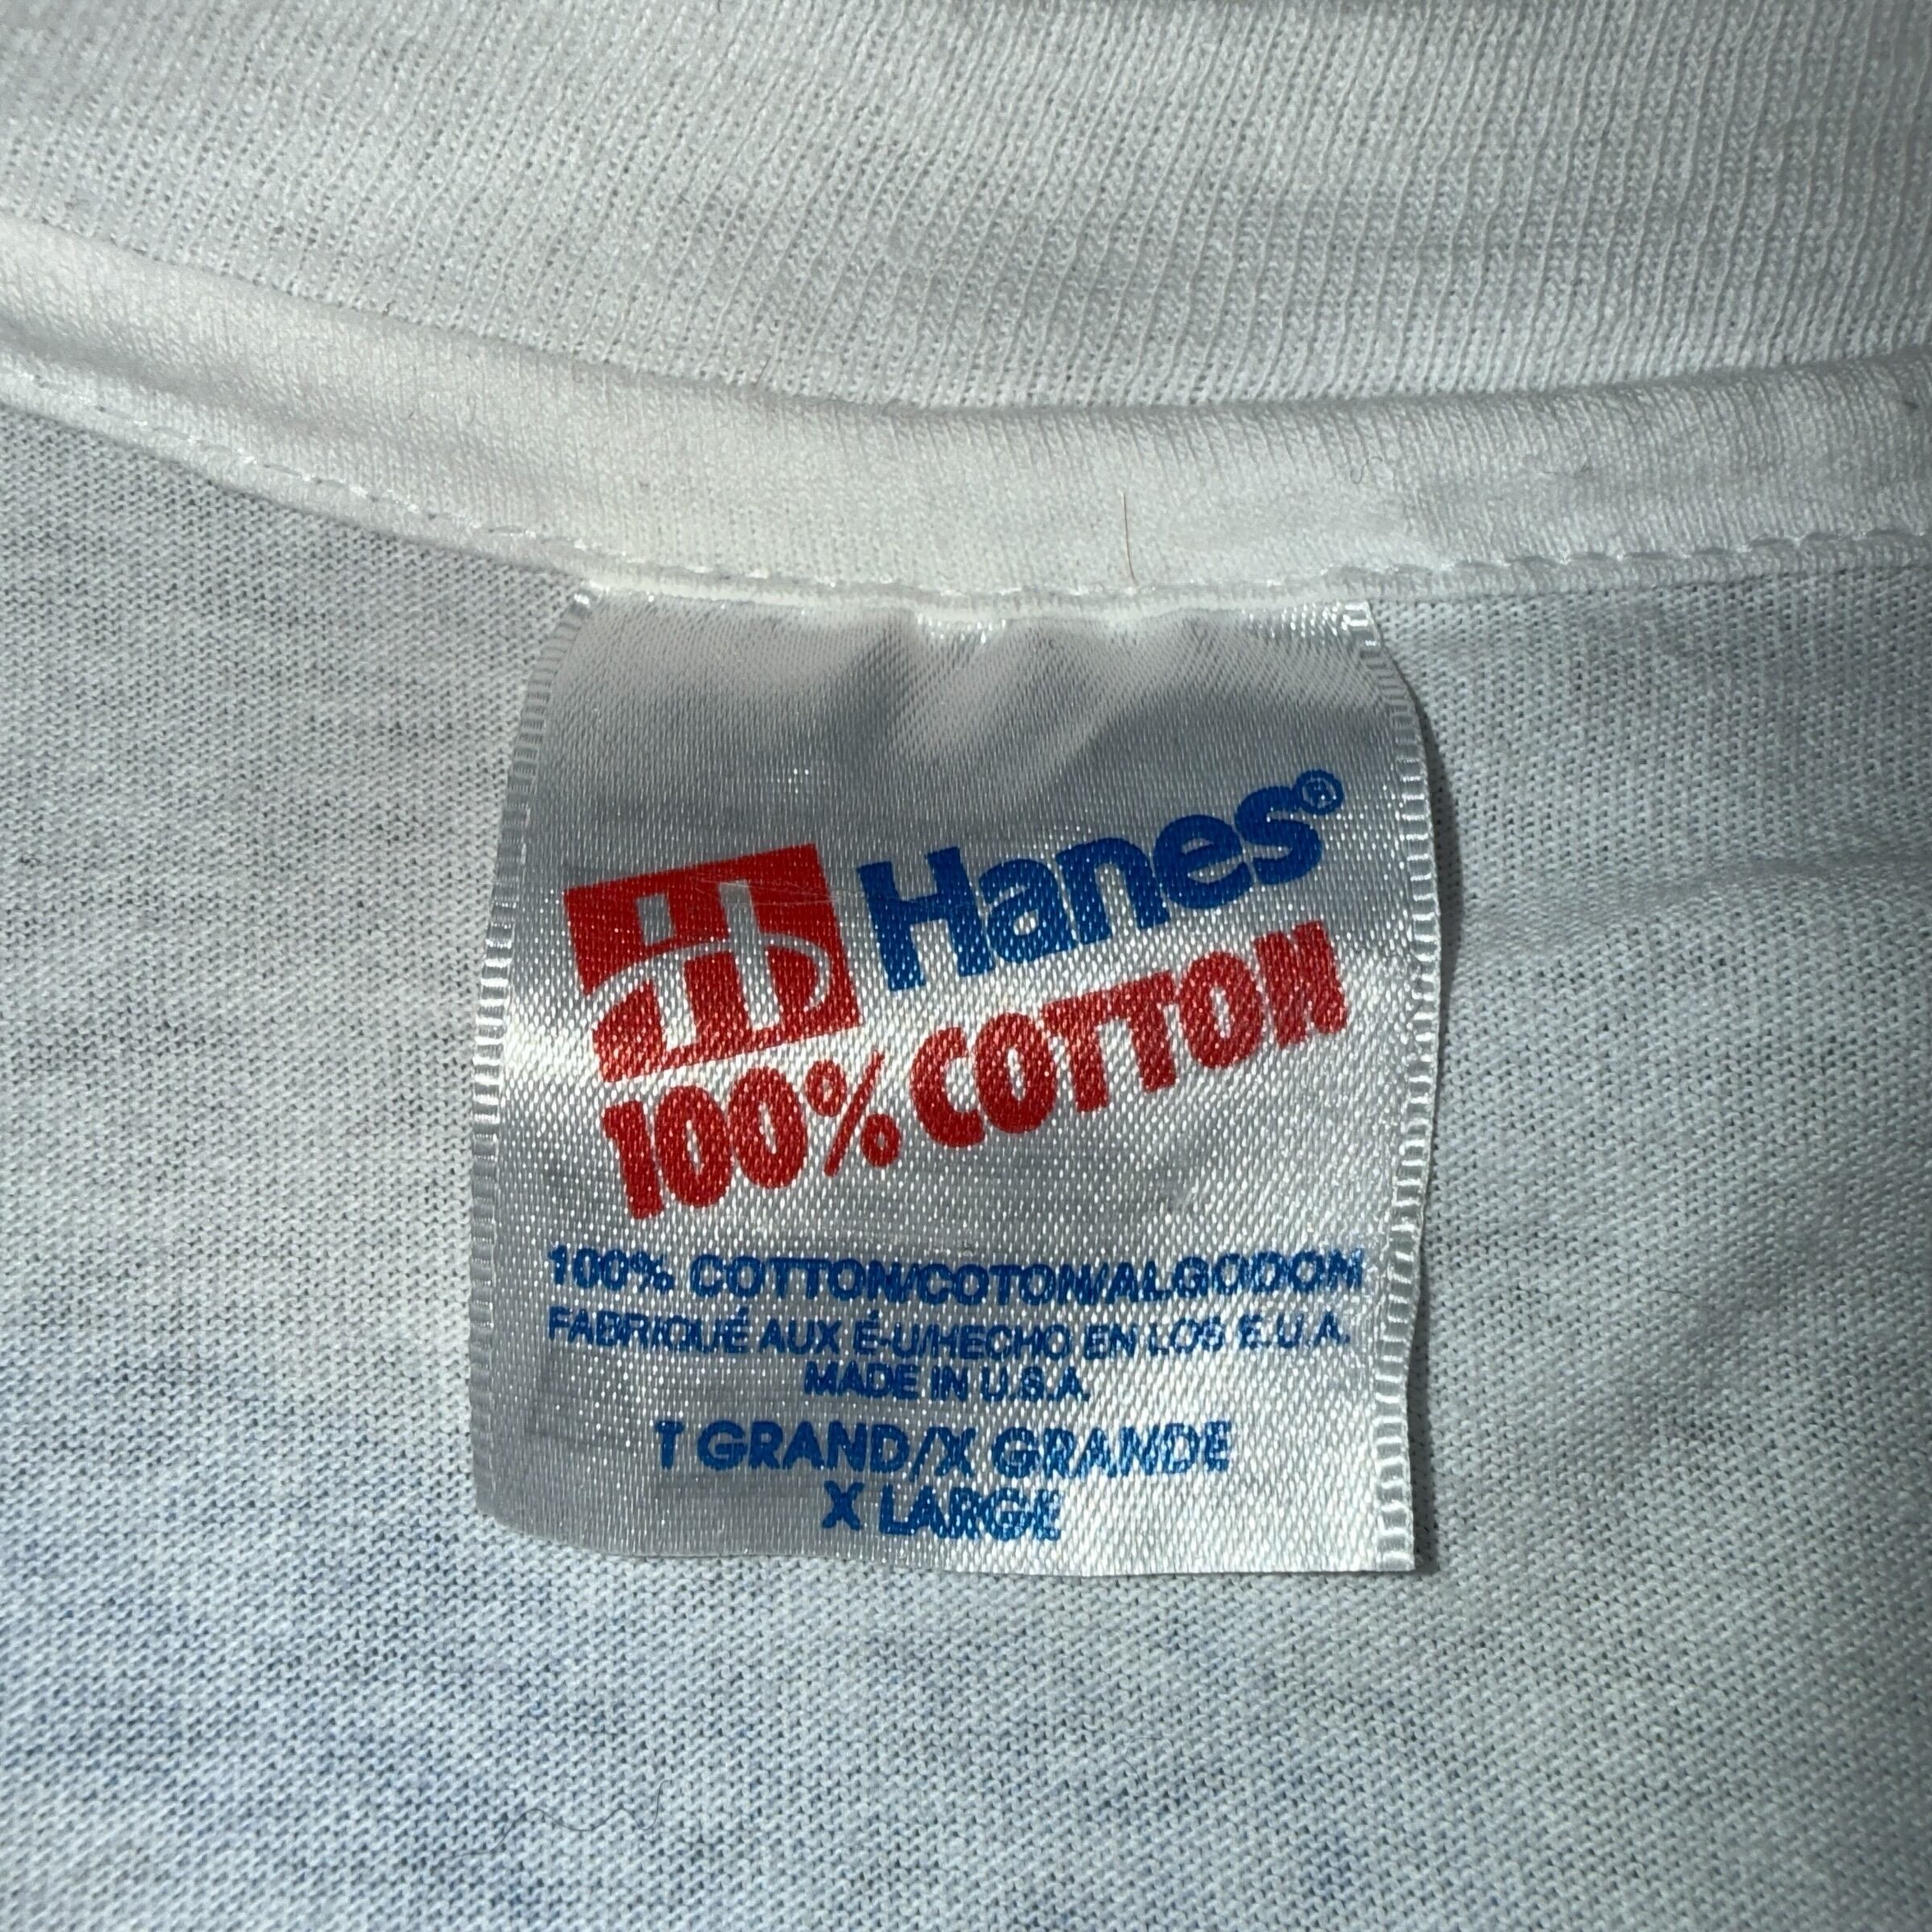 Hanes®
100% COTTON
100% COTTON/COTON/ALGODON
FABRIQUÉ AUX É-U/HECHO EN LOS E.U.A.
MADE IN U.S.A.
T GRAND/X GRANDE
X LARGE